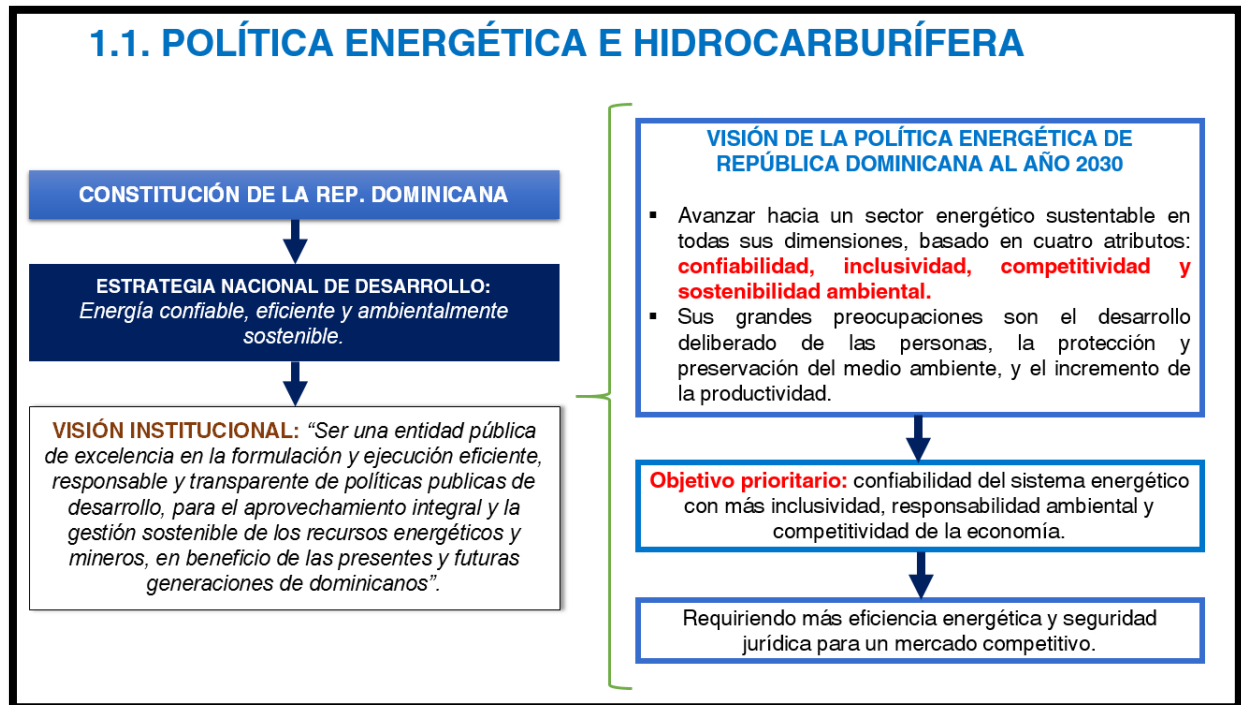 1.1. POLÍTICA ENERGÉTICA E HIDROCARBURÍFERA
CONSTITUCIÓN DE LA REP. DOMINICANA
ESTRATEGIA NACIONAL DE DESARROLLO:
Energía confiable, eficiente y ambientalmente
sostenible.
VISIÓN INSTITUCIONAL: “Ser una entidad pública
de excelencia en la formulación y ejecución eficiente,
responsable y transparente de políticas publicas de
desarrollo, para el aprovechamiento integral y la
gestión sostenible de los recursos energéticos y
mineros, en beneficio de las presentes y futuras
generaciones de dominicanos”.
VISIÓN DE LA POLÍTICA ENERGÉTICA DE
REPÚBLICA DOMINICANA AL AÑO 2030
▪ Avanzar hacia un sector energético sustentable en
todas sus dimensiones, basado en cuatro atributos:
confiabilidad, inclusividad, competitividad y
sostenibilidad ambiental.
▪ Sus grandes preocupaciones son el desarrollo
deliberado de las personas, la protección y
preservación del medio ambiente, y el incremento de
la productividad.
Objetivo prioritario: confiabilidad del sistema energético
con más inclusividad, responsabilidad ambiental y
competitividad de la economía.
Requiriendo más eficiencia energética y seguridad
jurídica para un mercado competitivo.